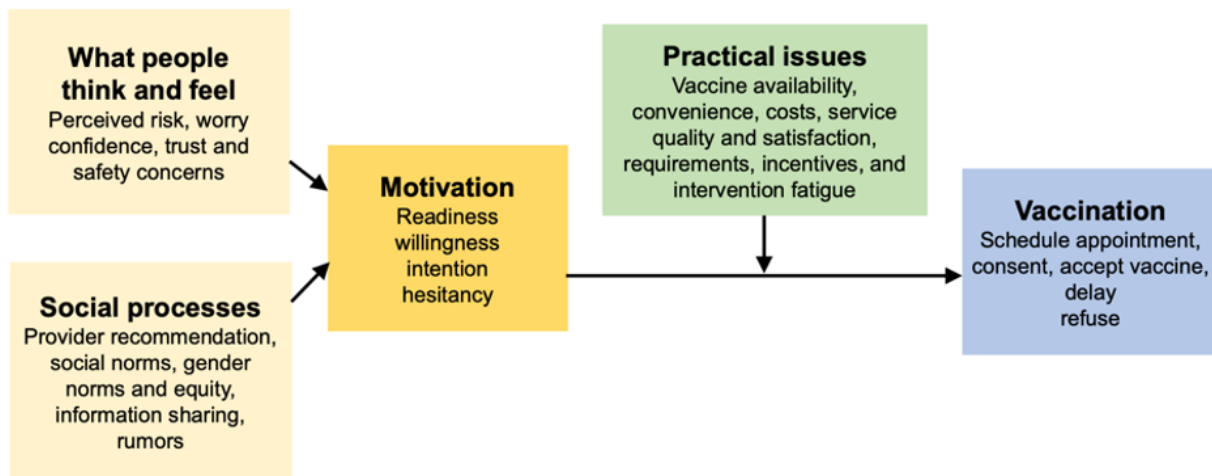 What people
think and feel
Perceived risk, worry
confidence, trust and
safety concerns
Social processes
Provider recommendation,
social norms, gender
norms and equity,
information sharing,
rumors
Motivation
Readiness
willingness
intention
hesitancy
Practical issues
Vaccine availability,
convenience, costs, service
quality and satisfaction,
requirements, incentives, and
intervention fatigue
Vaccination
Schedule appointment,
consent, accept vaccine,
delay
refuse